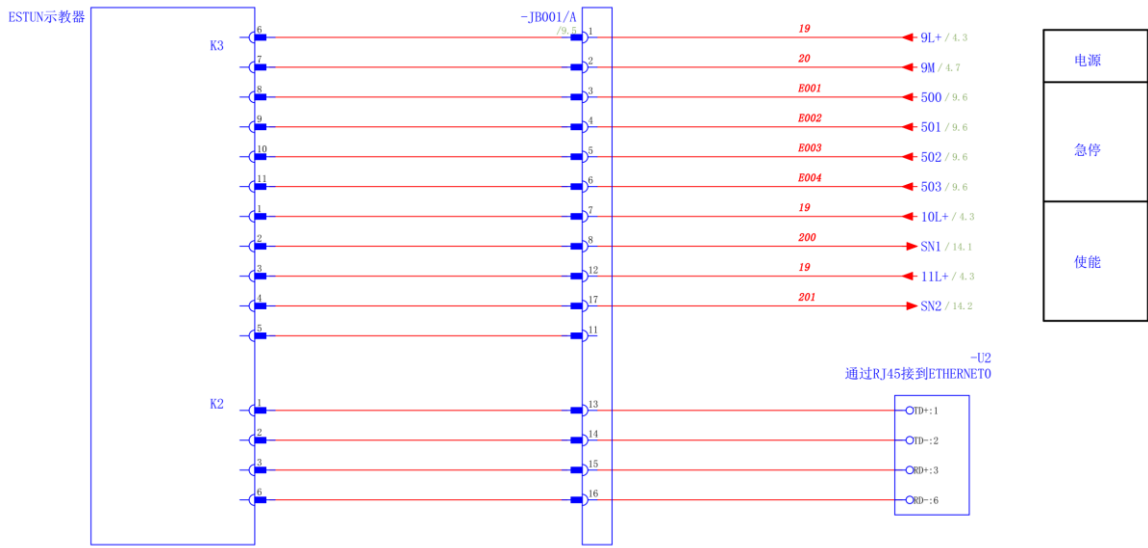 ESTUN示教器
-JB001/A
/9.5
K3
6 1 19 9L+ /4.3
7 2 20 9M /4.7
电源
8 3 E001 500 /9.6
9 4 E002 501 /9.6
10 5 E003 502 /9.6
急停
11 6 E004 503 /9.6
1 7 19 10L+ /4.3
2 8 200 SN1 /14.1
使能
3 12 19 11L+ /4.3
4 17 201 SN2 /14.2
5 11
-U2
通过RJ45接到ETHERNET0
K2
1 13 TD+:1
2 14 TD-:2
3 15 RD+:3
6 16 RD-:6